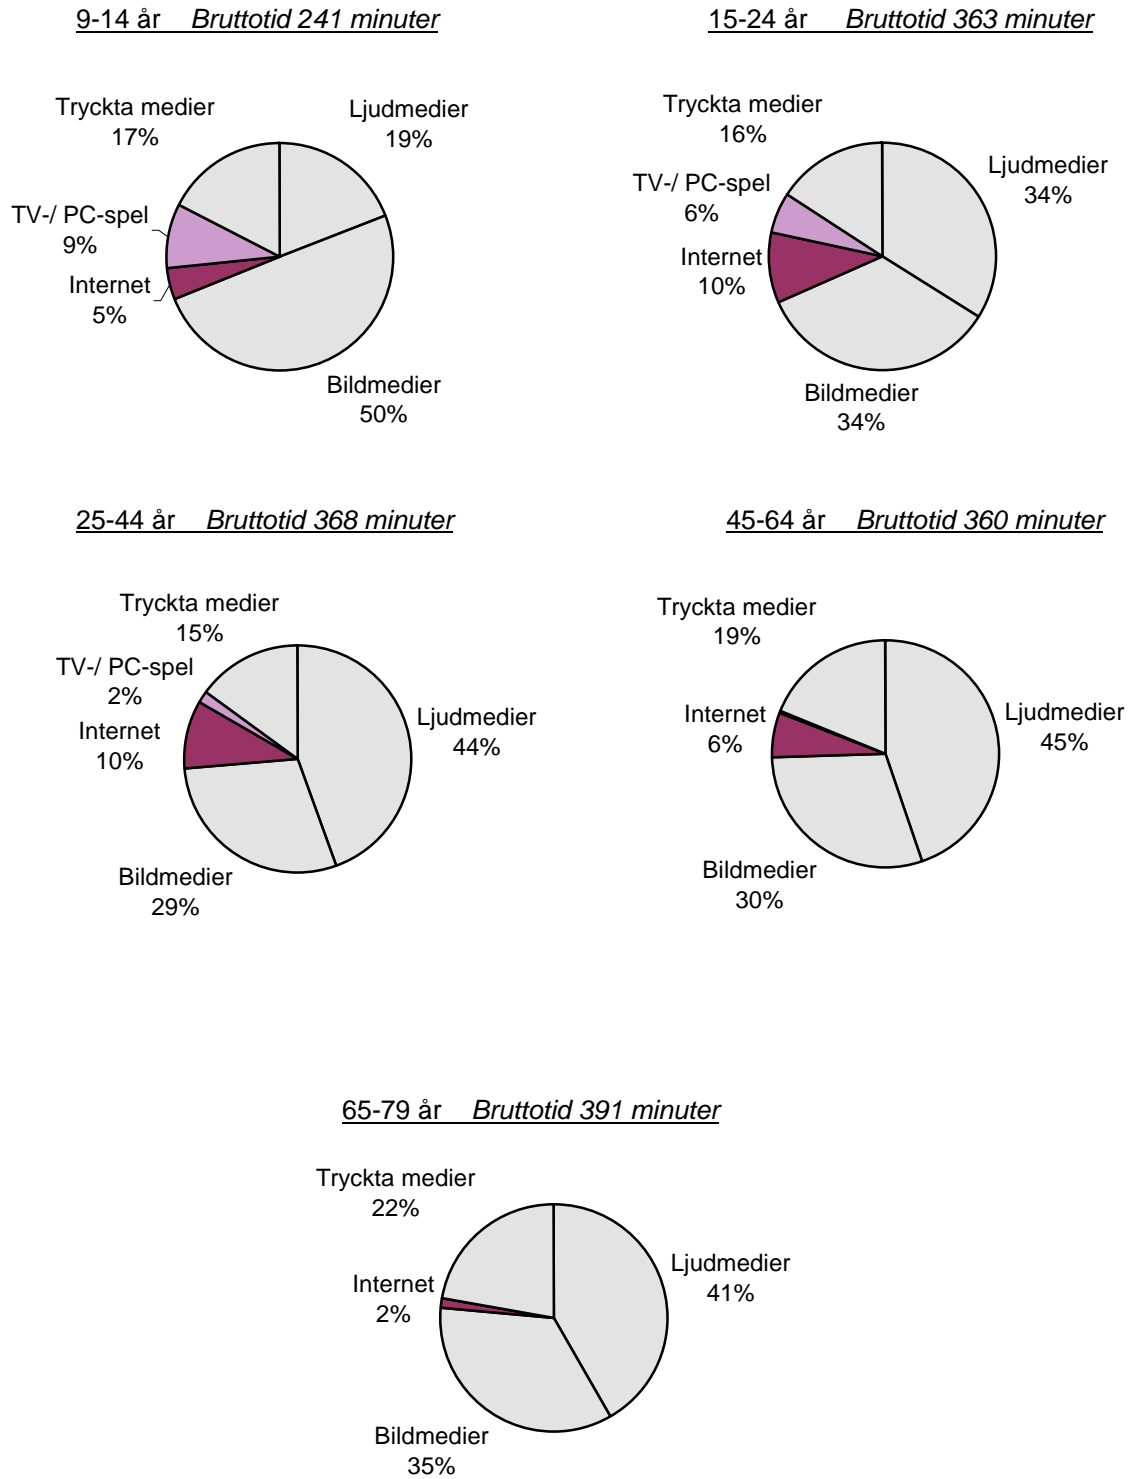 9-14 år Bruttotid 241 minuter
Tryckta medier
17%
Ljudmedier
19%
TV-/ PC-spel
9%
Internet
5%
Bildmedier
50%
15-24 år Bruttotid 363 minuter
Tryckta medier
16%
Ljudmedier
34%
TV-/ PC-spel
6%
Internet
10%
Bildmedier
34%
25-44 år Bruttotid 368 minuter
Tryckta medier
15%
TV-/ PC-spel
2%
Internet
10%
Ljudmedier
44%
Bildmedier
29%
45-64 år Bruttotid 360 minuter
Tryckta medier
19%
Internet
6%
Ljudmedier
45%
Bildmedier
30%
65-79 år Bruttotid 391 minuter
Tryckta medier
22%
Ljudmedier
41%
Internet
2%
Bildmedier
35%